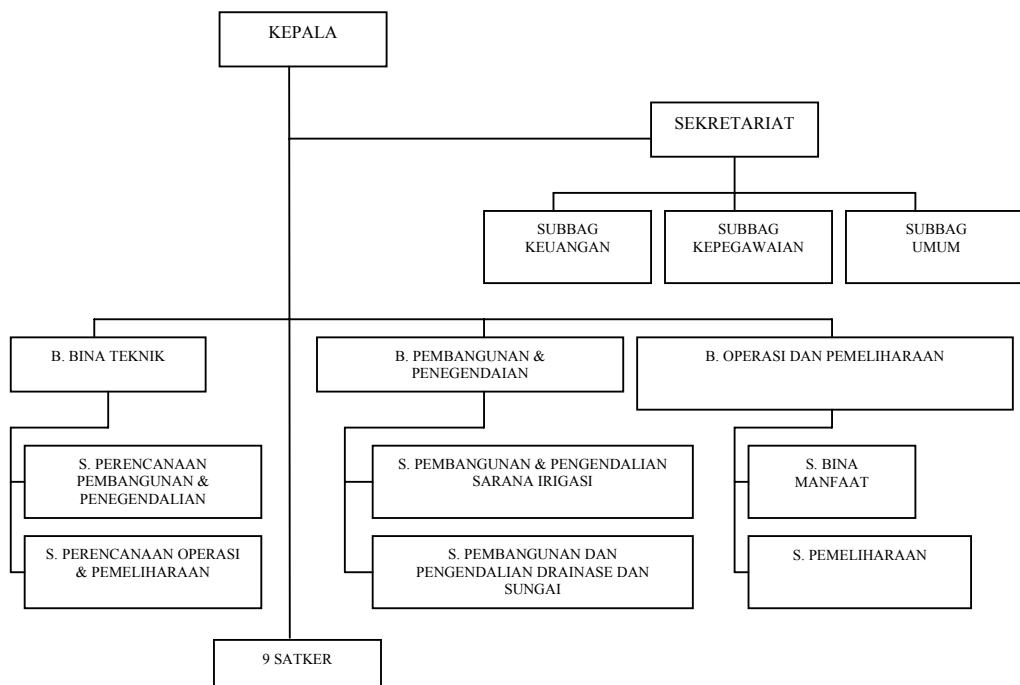 KEPALA
SEKRETARIAT
SUBBAG
KEUANGAN
SUBBAG
KEPEGAWAIAN
SUBBAG
UMUM
B. BINA TEKNIK
B. PEMBANGUNAN &
PENEGENDAIAN
B. OPERASI DAN PEMELIHARAAN
S. PERENCANAAN
PEMBANGUNAN &
PENEGENDALIAN
S. PEMBANGUNAN & PENGENDALIAN
SARANA IRIGASI
S. BINA
MANFAAT
S. PERENCANAAN OPERASI
& PEMELIHARAAN
S. PEMBANGUNAN DAN
PENGENDALIAN DRAINASE DAN
SUNGAI
S. PEMELIHARAAN
9 SATKER